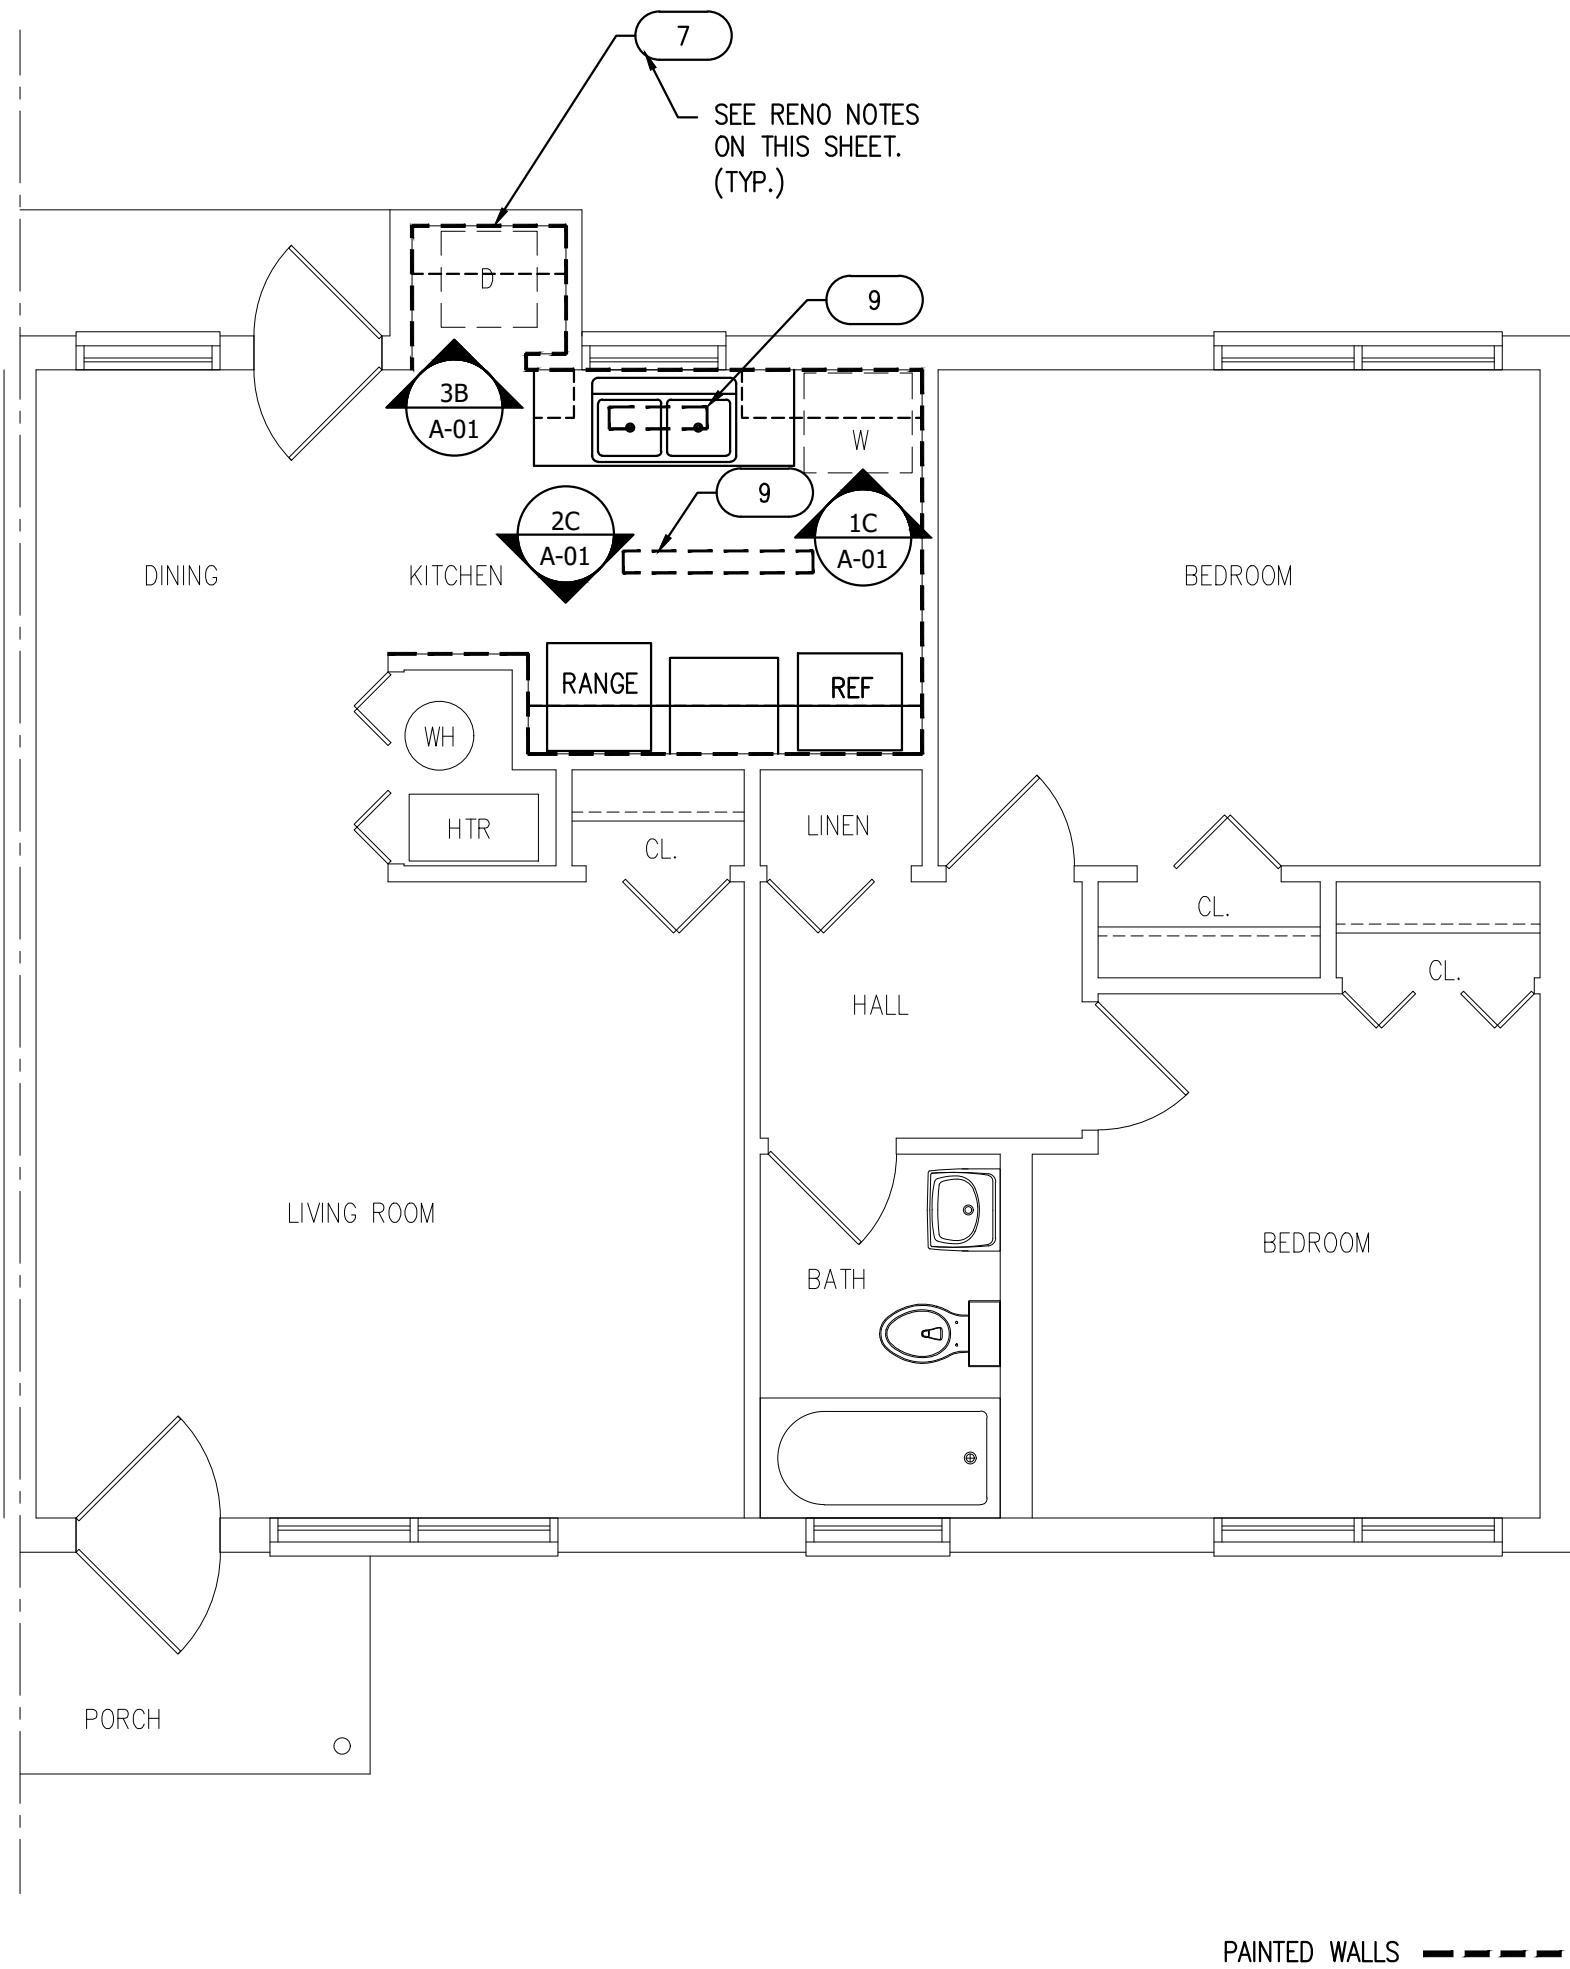 7
SEE RENO NOTES
ON THIS SHEET.
(TYP.)
D
9
3B
A-01
W
9
2C
A-01
1C
A-01
DINING
KITCHEN
BEDROOM
RANGE
REF
WH
HTR
CL.
LINEN
CL.
CL.
HALL
LIVING ROOM
BEDROOM
BATH
PORCH
PAINTED WALLS